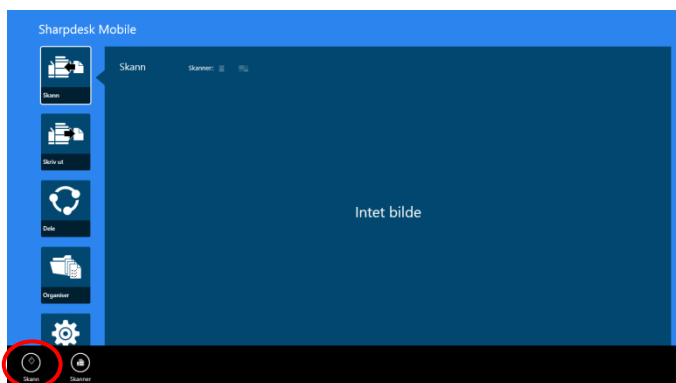 Sharpdesk Mobile
Skann
Skann
Skanner:
Skriv ut
Dele
Intet bilde
Organiser
Skann
Skanner